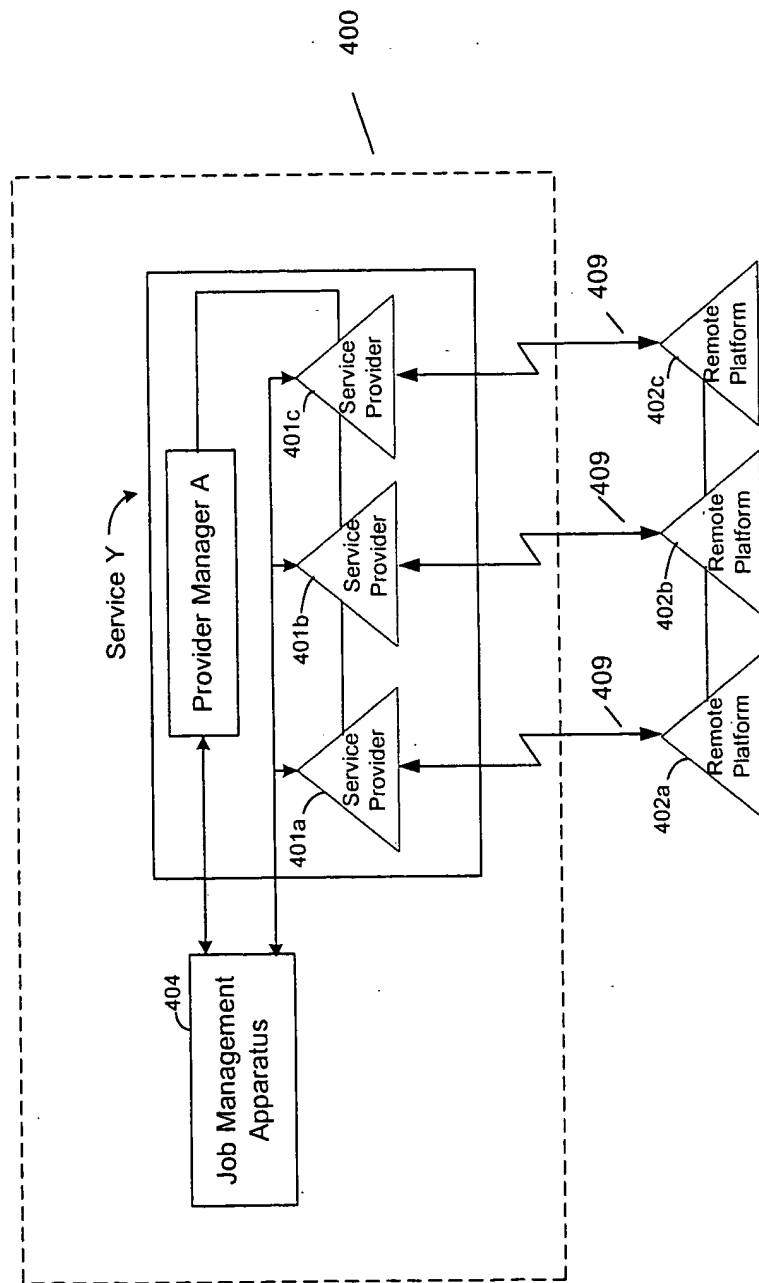 400
Service Y
Provider Manager A
404
Job Management
Apparatus
401a
Service
Provider
401b
Service
Provider
401c
Service
Provider
409
409
409
402a
Remote
Platform
402b
Remote
Platform
402c
Remote
Platform